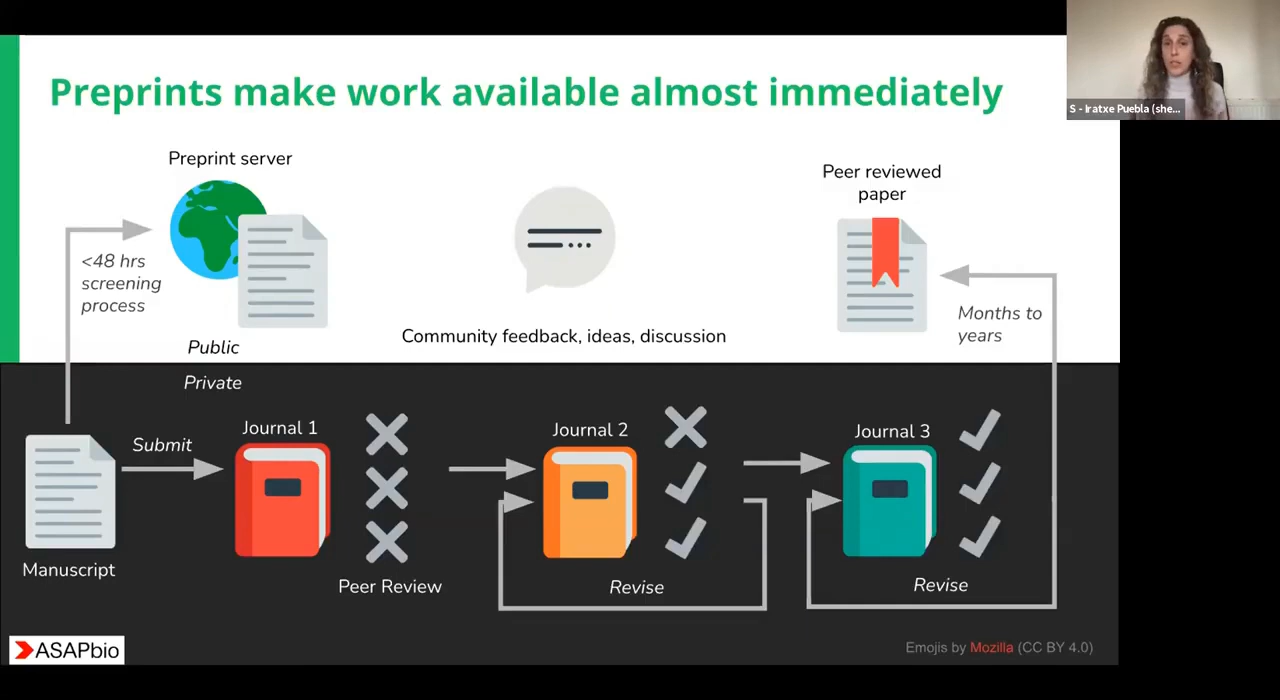 Preprints make work available almost immediately
S - Iratxe Puebla (she...
Preprint server
Peer reviewed
paper
<48 hrs
screening
process
Community feedback, ideas, discussion
Months to
years
Public
Private
Submit
Journal 1
Journal 2
Journal 3
Manuscript
Peer Review
Revise
Revise
ASAPbio
Emojis by Mozilla (CC BY 4.0)